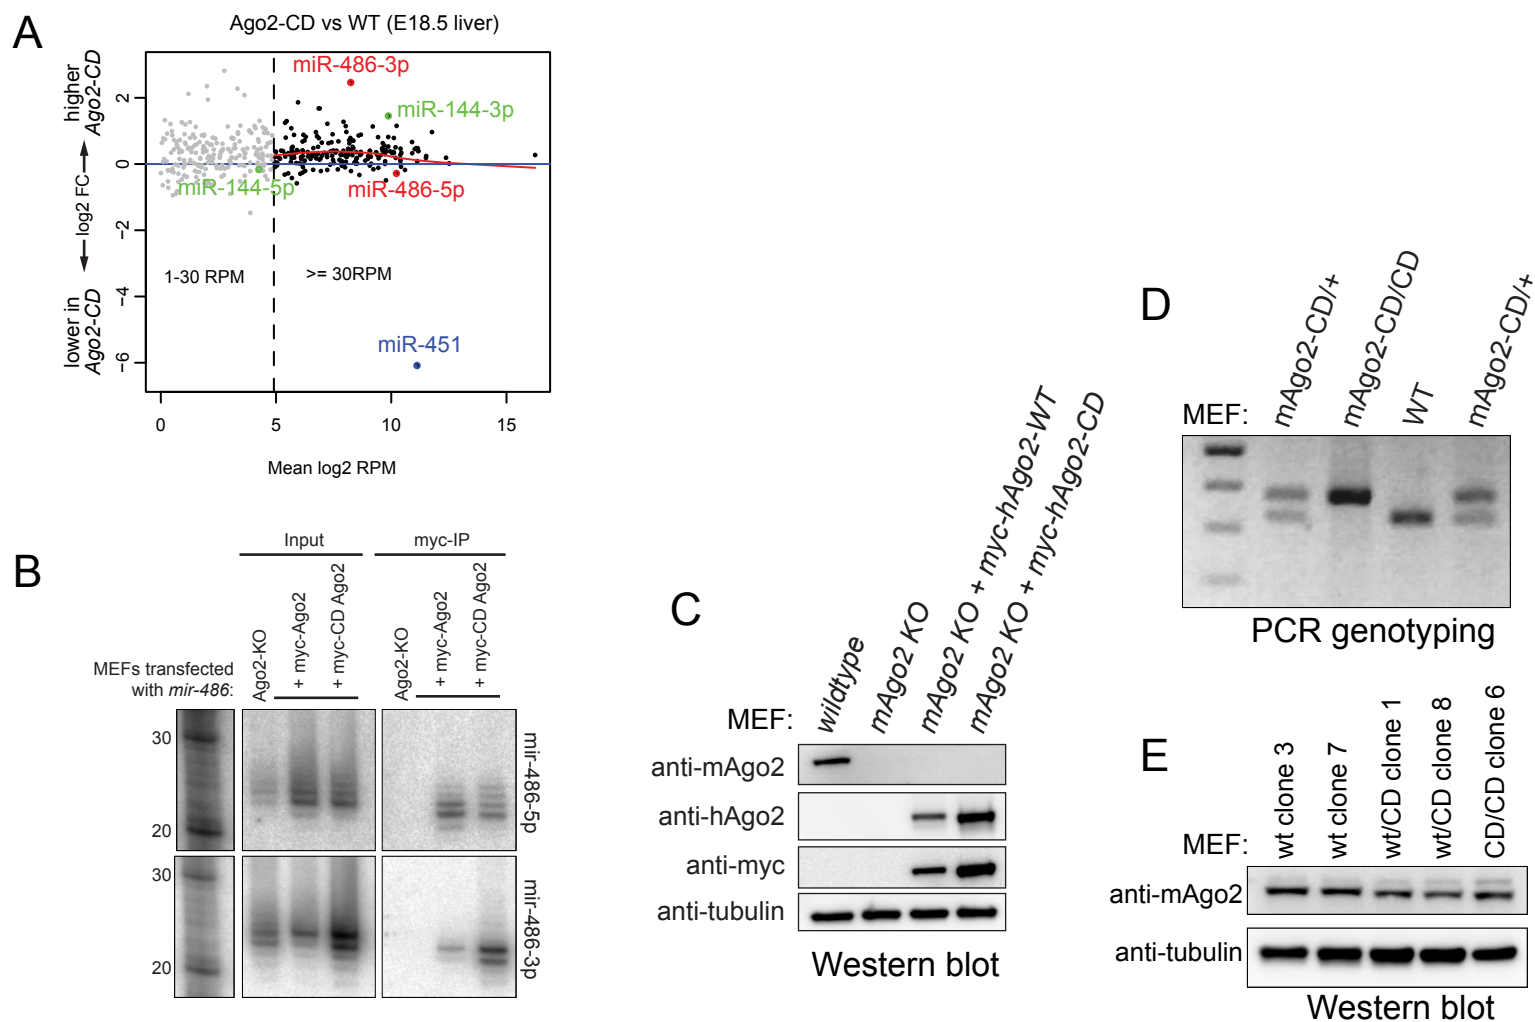 A
Ago2-CD vs WT (E18.5 liver)
higher
Ago2-CD
log2 FC
lower in
Ago2-CD
2
0
−2
−4
−6
miR-486-3p
miR-144-3p
miR-144-5p
miR-486-5p
1-30 RPM
>= 30RPM
miR-451
0
5
10
15
Mean log2 RPM
B
Input
myc-IP
MEFs transfected
with mir-486:
Ago2-KO
+ myc-Ago2
+ myc-CD Ago2
Ago2-KO
+ myc-Ago2
+ myc-CD Ago2
30
20
mir-486-5p
30
20
mir-486-3p
C
MEF:
wildtype
mAgo2 KO
mAgo2 KO + myc-hAgo2-WT
mAgo2 KO + myc-hAgo2-CD
anti-mAgo2
anti-hAgo2
anti-myc
anti-tubulin
Western blot
D
MEF:
mAgo2-CD/+
mAgo2-CD/CD
WT
mAgo2-CD/+
PCR genotyping
E
MEF:
wt clone 3
wt clone 7
wt/CD clone 1
wt/CD clone 8
CD/CD clone 6
anti-mAgo2
anti-tubulin
Western blot